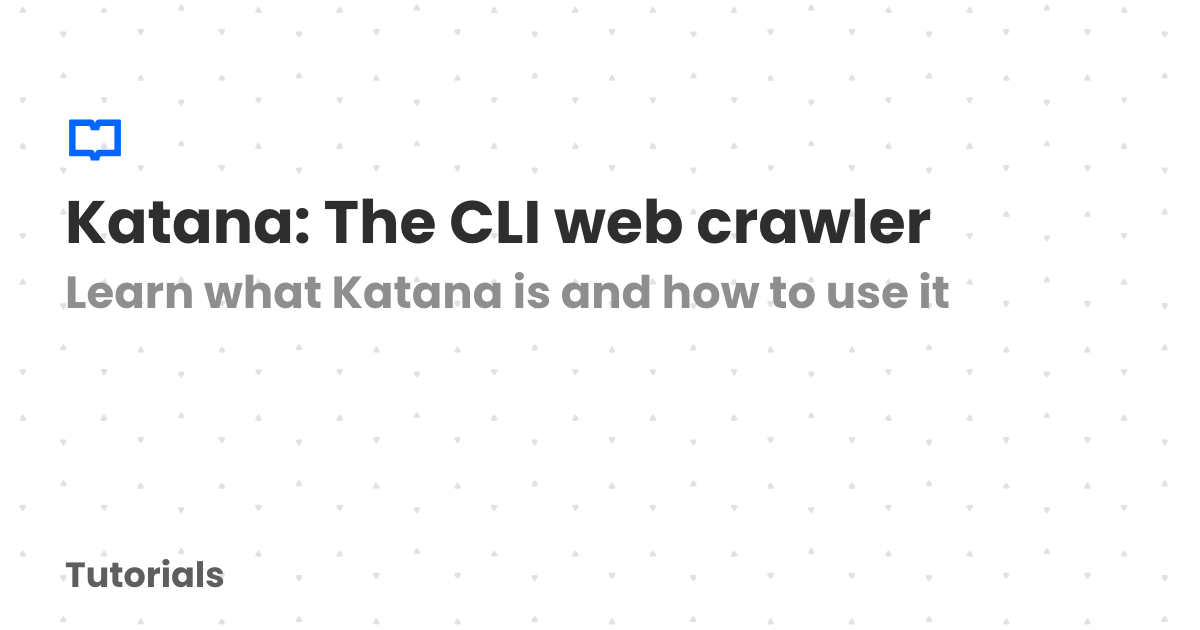 Katana: The CLI web crawler
Learn what Katana is and how to use it
Tutorials